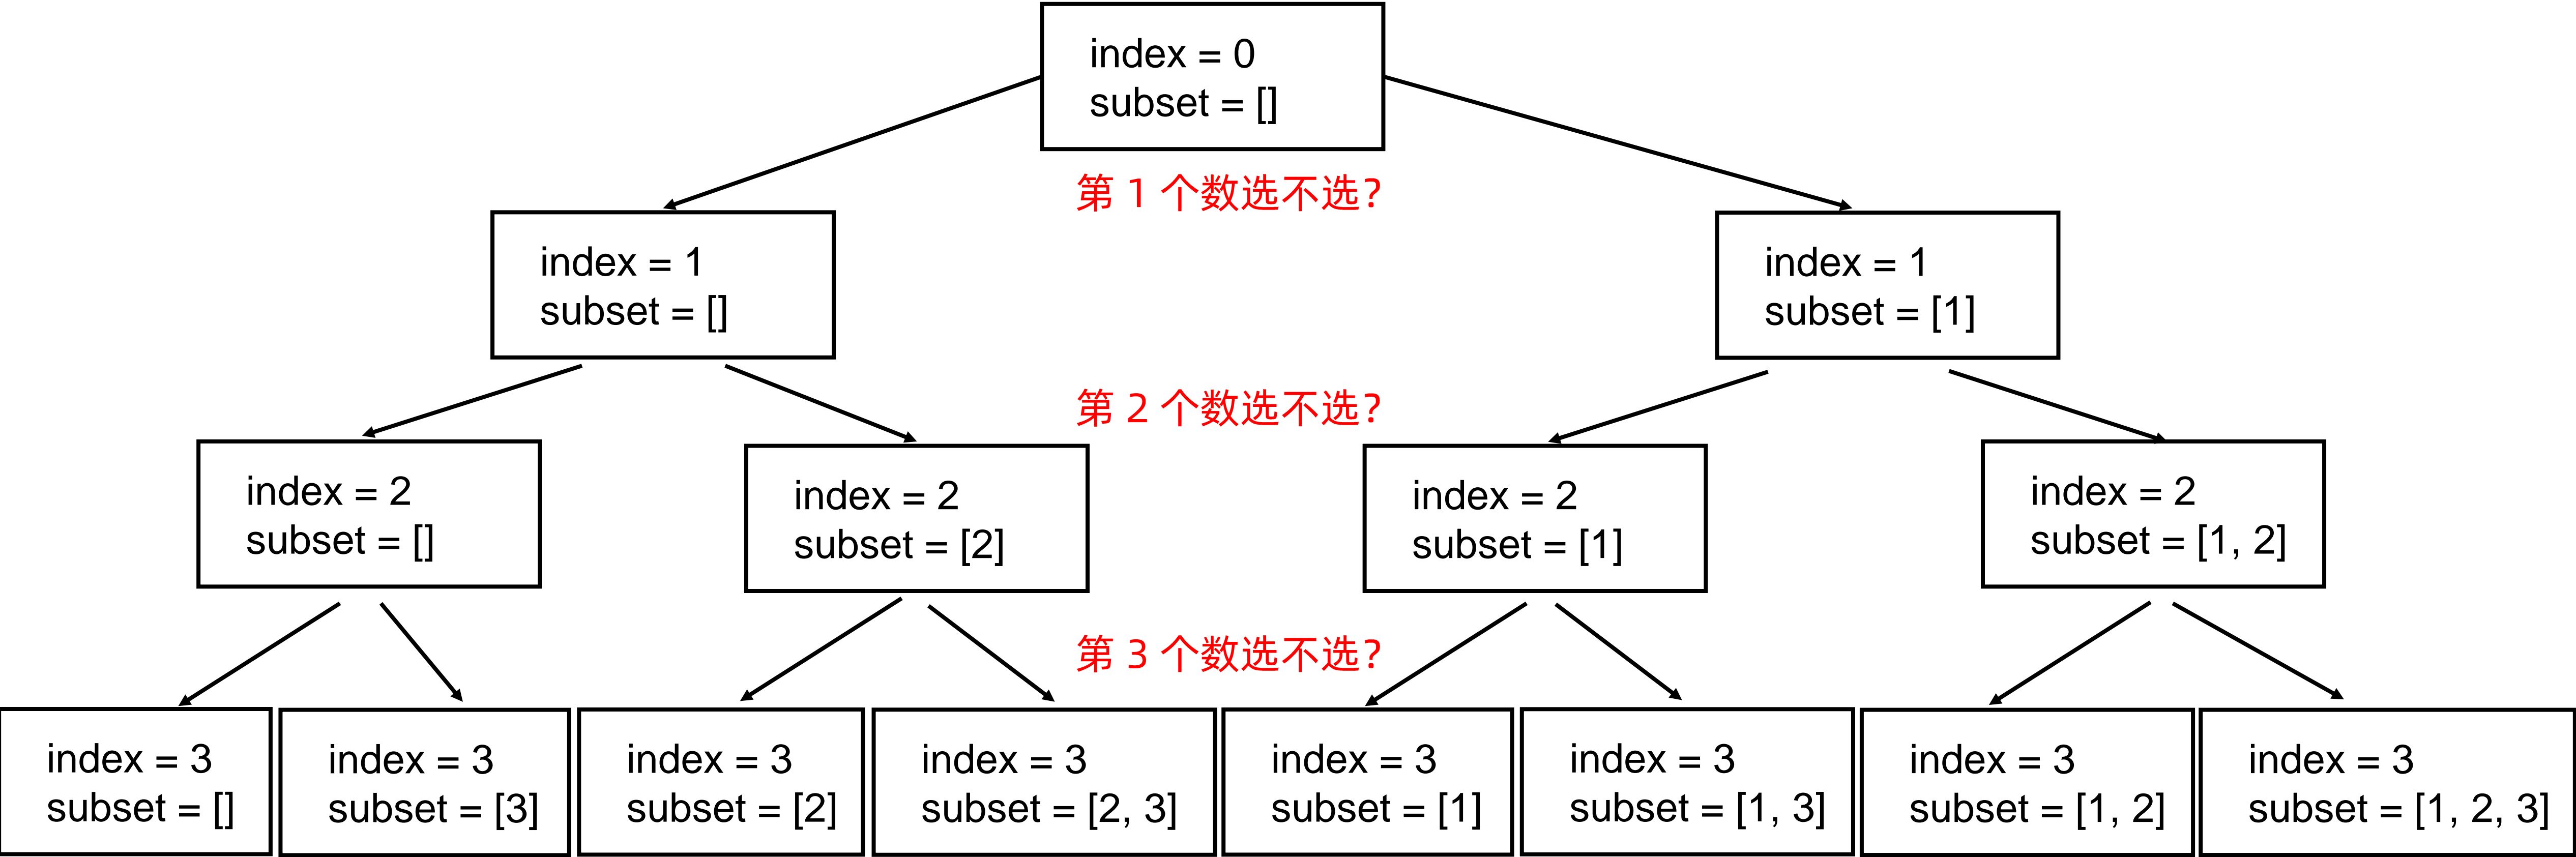 index = 0
subset = []
第 1 个数选不选？
index = 1
subset = []
index = 1
subset = [1]
第 2 个数选不选？
index = 2
subset = []
index = 2
subset = [2]
index = 2
subset = [1]
index = 2
subset = [1, 2]
第 3 个数选不选？
index = 3
subset = []
index = 3
subset = [3]
index = 3
subset = [2]
index = 3
subset = [2, 3]
index = 3
subset = [1]
index = 3
subset = [1, 3]
index = 3
subset = [1, 2]
index = 3
subset = [1, 2, 3]